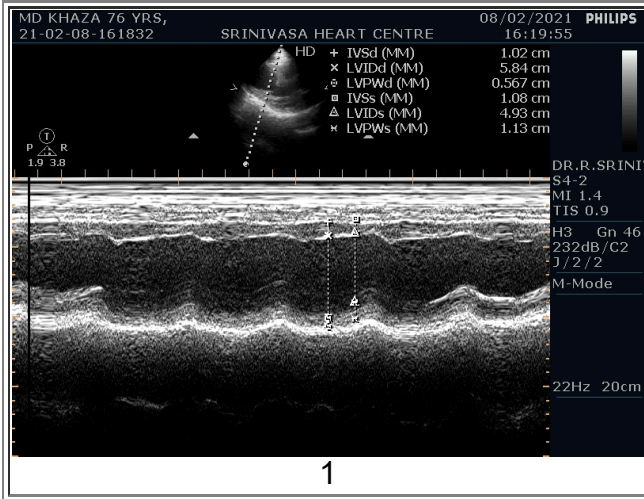 MD KHAZA 76 YRS, 08/02/2021 PHILIPS
21-02-08-161832 SRINIVASA HEART CENTRE 16:19:55
HD
+ IVSd (MM) 1.02 cm
× LVIDd (MM) 5.84 cm
LVPWd (MM) 0.567 cm
IVSs (MM) 1.08 cm
LVIDs (MM) 4.93 cm
LVPWs (MM) 1.13 cm
T
P R
1.9 3.8
DR.R.SRINI
S4-2
MI 1.4
TIS 0.9
H3 Gn 46
232dB/C2
J/2/2
M-Mode
22Hz 20cm
1